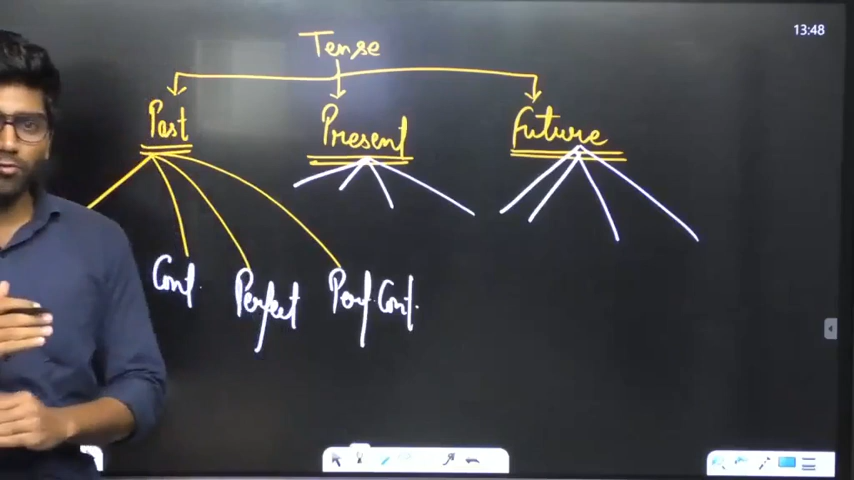 13:48
Tense
Past Present Future
Cont. Perfect Perf. Cont.